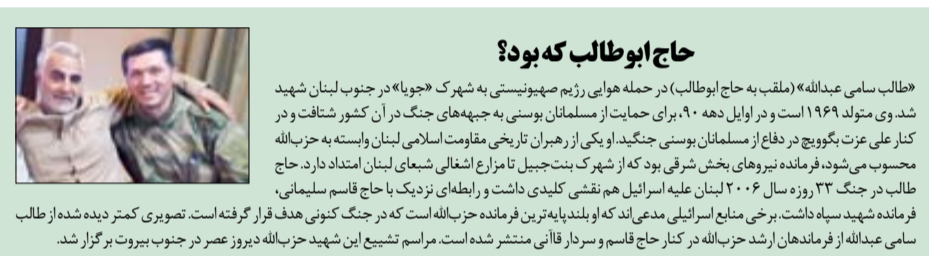 حاج ابوطالب که بود؟
«طالب سامی عبدالله» (ملقب به حاج ابوطالب) در حمله هوایی رژیم صهیونیستی به شهرک «جویا» در جنوب لبنان شهید
شد. وی متولد ۱۹۶۹ است و در اوایل دهه ۹۰، برای حمایت از مسلمانان بوسنی به جبهه‌های جنگ در آن کشور شتافت و در
کنار علی عزت بگوویچ در دفاع از مسلمانان بوسنی جنگید. او یکی از رهبران تاریخی مقاومت اسلامی لبنان وابسته به حزب‌الله
محسوب می‌شود، فرمانده نیروهای بخش شرقی بود که از شهرک بنت‌جبیل تا مزارع اشغالی شبعای لبنان امتداد دارد. حاج
طالب در جنگ ۳۳ روزه سال ۲۰۰۶ لبنان علیه اسرائیل هم نقشی کلیدی داشت و رابطه‌ای نزدیک با حاج قاسم سلیمانی،
فرمانده شهید سپاه داشت. برخی منابع اسرائیلی مدعی‌اند که او بلندپایه‌ترین فرمانده حزب‌الله است که در جنگ کنونی هدف قرار گرفته است. تصویری کمتر دیده شده از طالب
سامی عبدالله از فرماندهان ارشد حزب‌الله در کنار حاج قاسم و سردار قاآنی منتشر شده است. مراسم تشییع این شهید حزب‌الله دیروز عصر در جنوب بیروت برگزار شد.